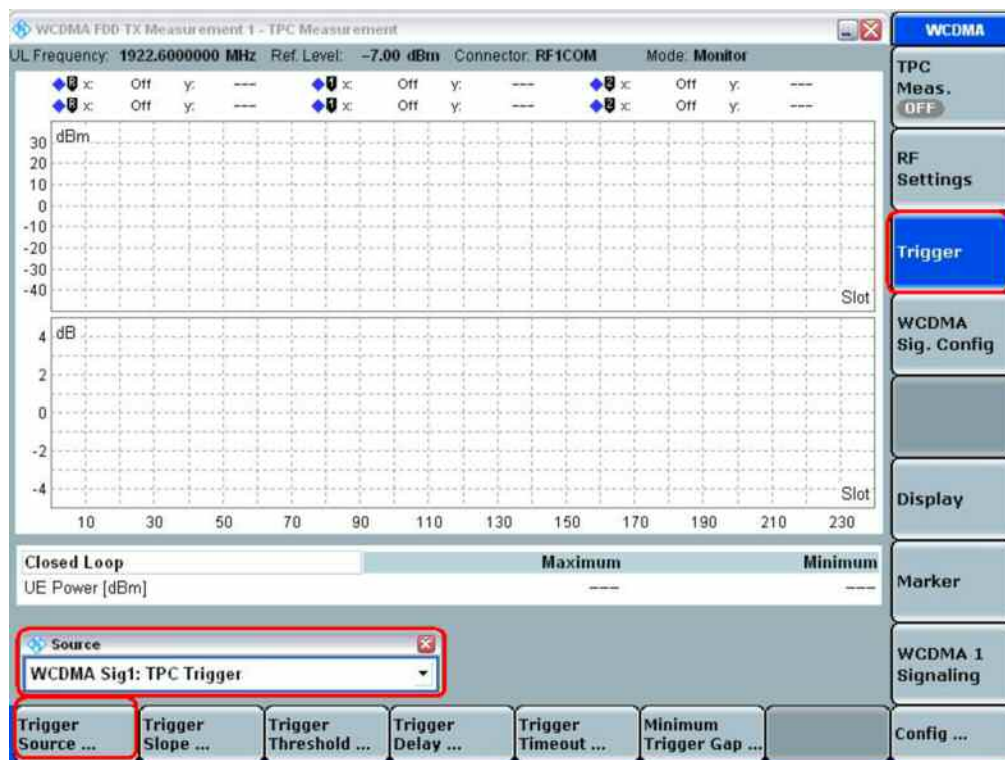 WCDMA FDD TX Measurement 1 - TPC Measurement
UL Frequency: 1922.6000000 MHz Ref. Level: -7.00 dBm Connector: RF1COM Mode: Monitor
R x: Off y: --- 1 x: Off y: --- 2 x: Off y: ---
R x: Off y: --- 1 x: Off y: --- 2 x: Off y: ---
dBm
30
20
10
0
-10
-20
-30
-40
Slot
dB
4
2
0
-2
-4
Slot
10 30 50 70 90 110 130 150 170 190 210 230
Closed Loop Maximum Minimum
UE Power [dBm] --- ---
Source
WCDMA Sig1: TPC Trigger
Trigger
Source ...
Trigger
Slope ...
Trigger
Threshold ...
Trigger
Delay ...
Trigger
Timeout ...
Minimum
Trigger Gap ...
WCDMA
TPC
Meas.
OFF
RF
Settings
Trigger
WCDMA
Sig. Config
Display
Marker
WCDMA 1
Signaling
Config ...